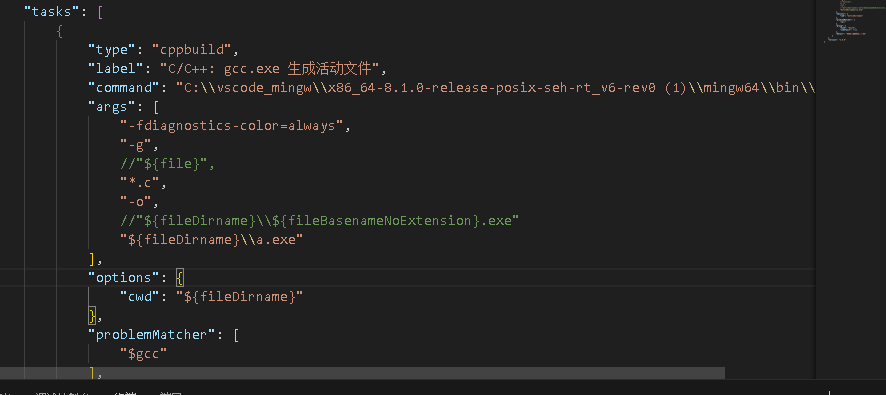 "tasks": [
{
"type": "cppbuild",
"label": "C/C++: gcc.exe 生成活动文件",
"command": "C:\\vscode_mingw\\x86_64-8.1.0-release-posix-seh-rt_v6-rev0 (1)\\mingw64\\bin\\
"args": [
"-fdiagnostics-color=always",
"-g",
//"${file}",
"*.c",
"-o",
//"${fileDirname}\\${fileBasenameNoExtension}.exe"
"${fileDirname}\\a.exe"
],
"options": {
"cwd": "${fileDirname}"
},
"problemMatcher": [
"$gcc"
],